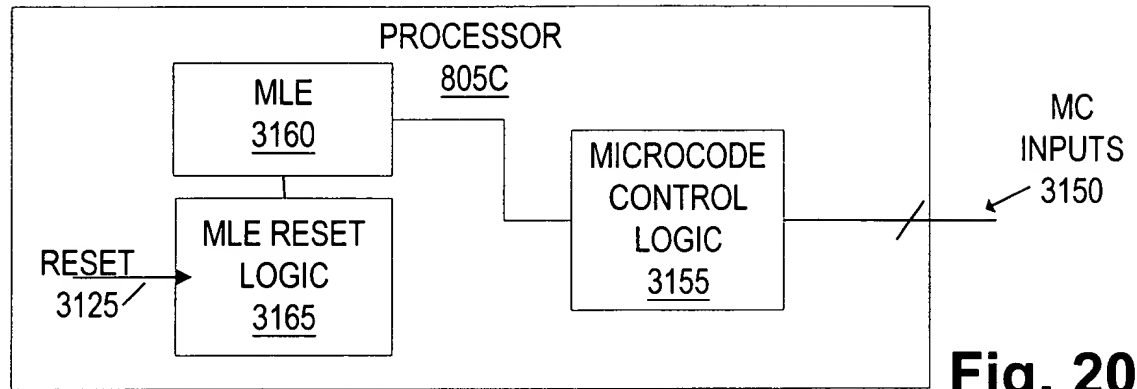 PROCESSOR
805C
MLE
3160
MLE RESET
LOGIC
3165
RESET
3125
MICROCODE
CONTROL
LOGIC
3155
MC
INPUTS
3150
Fig. 20